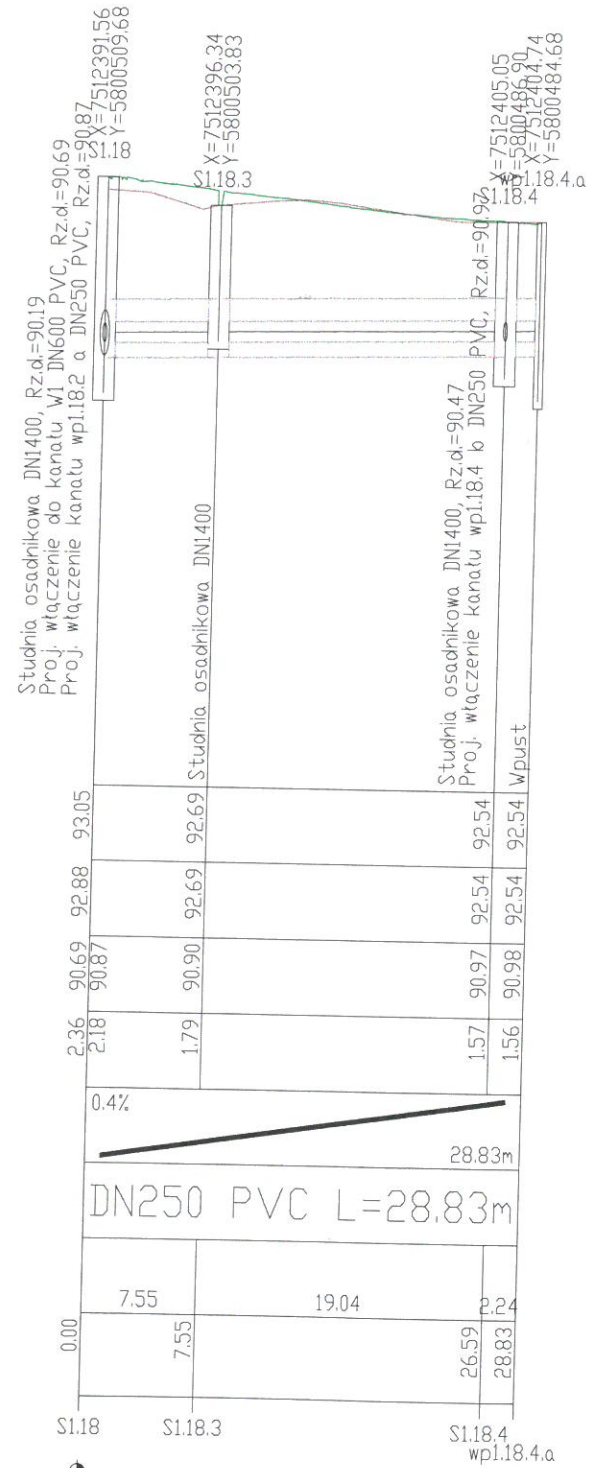 X=7512391.56
Y=5800509.68
S1.18
X=7512396.34
Y=5800503.83
S1.18.3
X=7512405.05
Y=5800486.90
S1.18.4
X=7512404.74
Y=5800484.68
wp1.18.4.a
Studnia osadnikowa DN1400, Rz.d.=90.19
Proj. włączenie do kanału W1 DN600 PVC, Rz.d.=90.69
Proj. włączenie kanału wp1.18.2 a DN250 PVC, Rz.d.=90.87
Studnia osadnikowa DN1400
Studnia osadnikowa DN1400, Rz.d.=90.47
Proj. włączenie kanału wp1.18.4 b DN250 PVC, Rz.d.=90.97
Wpust
93.05 92.69 92.54 92.54
92.88 92.69 92.54 92.54
90.69
90.87 90.90 90.97 90.98
2.36
2.18 1.79 1.57 1.56
0.4%
28.83m
DN250 PVC L=28.83m
7.55 19.04 2.24
0.00 7.55 26.59 28.83
S1.18 S1.18.3 S1.18.4
wp1.18.4.a